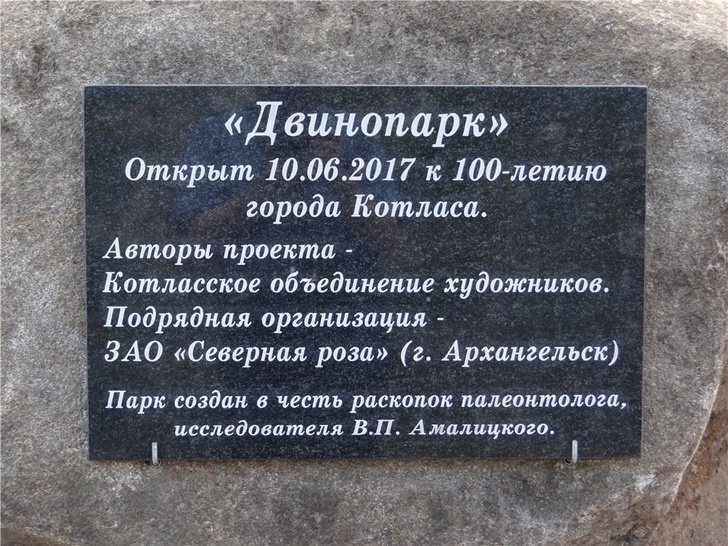 «Двинопарк»
Открыт 10.06.2017 к 100-летию
города Котласа.
Авторы проекта -
Котласское объединение художников.
Подрядная организация -
ЗАО «Северная роза» (г. Архангельск)
Парк создан в честь раскопок палеонтолога,
исследователя В.П. Амалицкого.